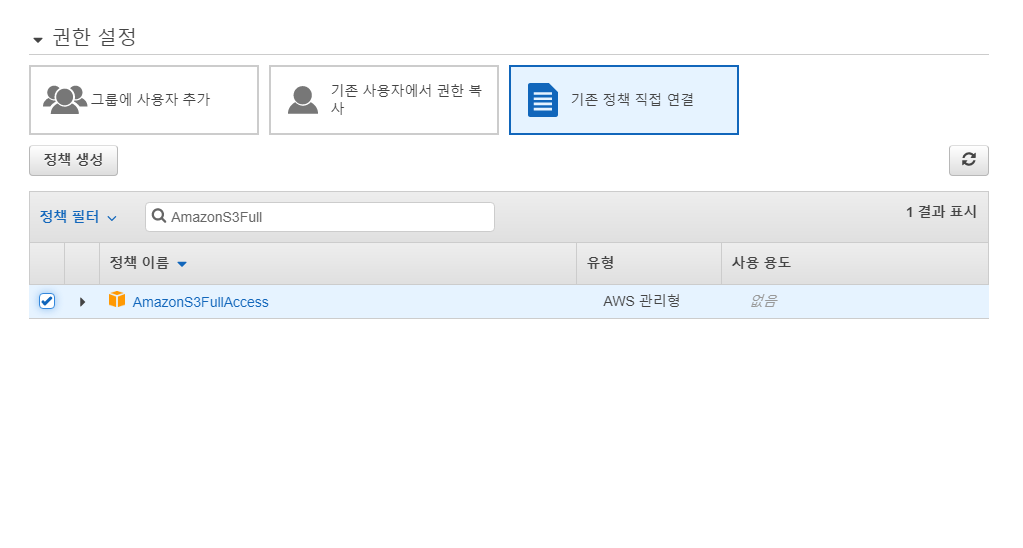 권한 설정
그룹에 사용자 추가
기존 사용자에서 권한 복
사
기존 정책 직접 연결
정책 생성
정책 필터
AmazonS3Full
1 결과 표시
정책 이름
유형
사용 용도
AmazonS3FullAccess
AWS 관리형
없음